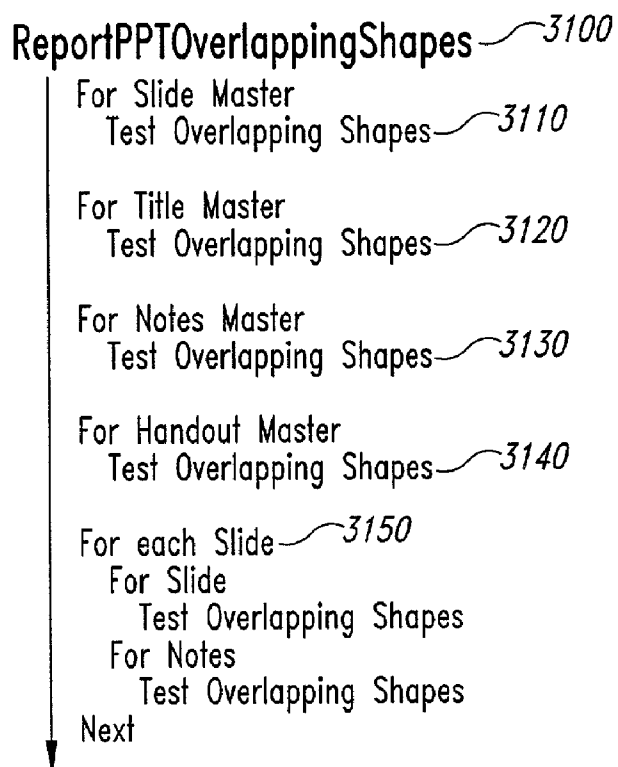 ReportPPTOverlappingShapes 3100
For Slide Master
Test Overlapping Shapes 3110
For Title Master
Test Overlapping Shapes 3120
For Notes Master
Test Overlapping Shapes 3130
For Handout Master
Test Overlapping Shapes 3140
For each Slide 3150
For Slide
Test Overlapping Shapes
For Notes
Test Overlapping Shapes
Next